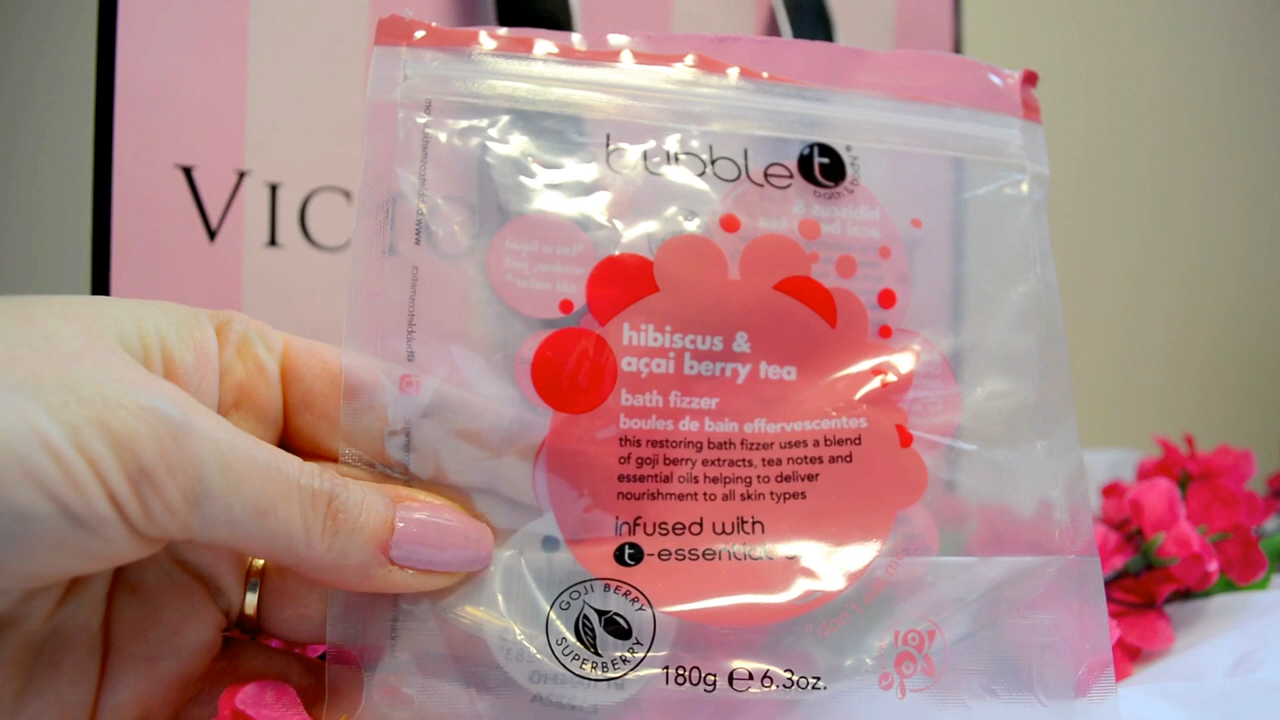 VIC
bubble t
bath & body
hibiscus &
açai berry tea
bath fizzer
boules de bain effervescentes
this restoring bath fizzer uses a blend
of goji berry extracts, tea notes and
essential oils helping to deliver
nourishment to all skin types
infused with
t-essential
GOJI BERRY
SUPERBERRY
180g ℮ 6.3oz.